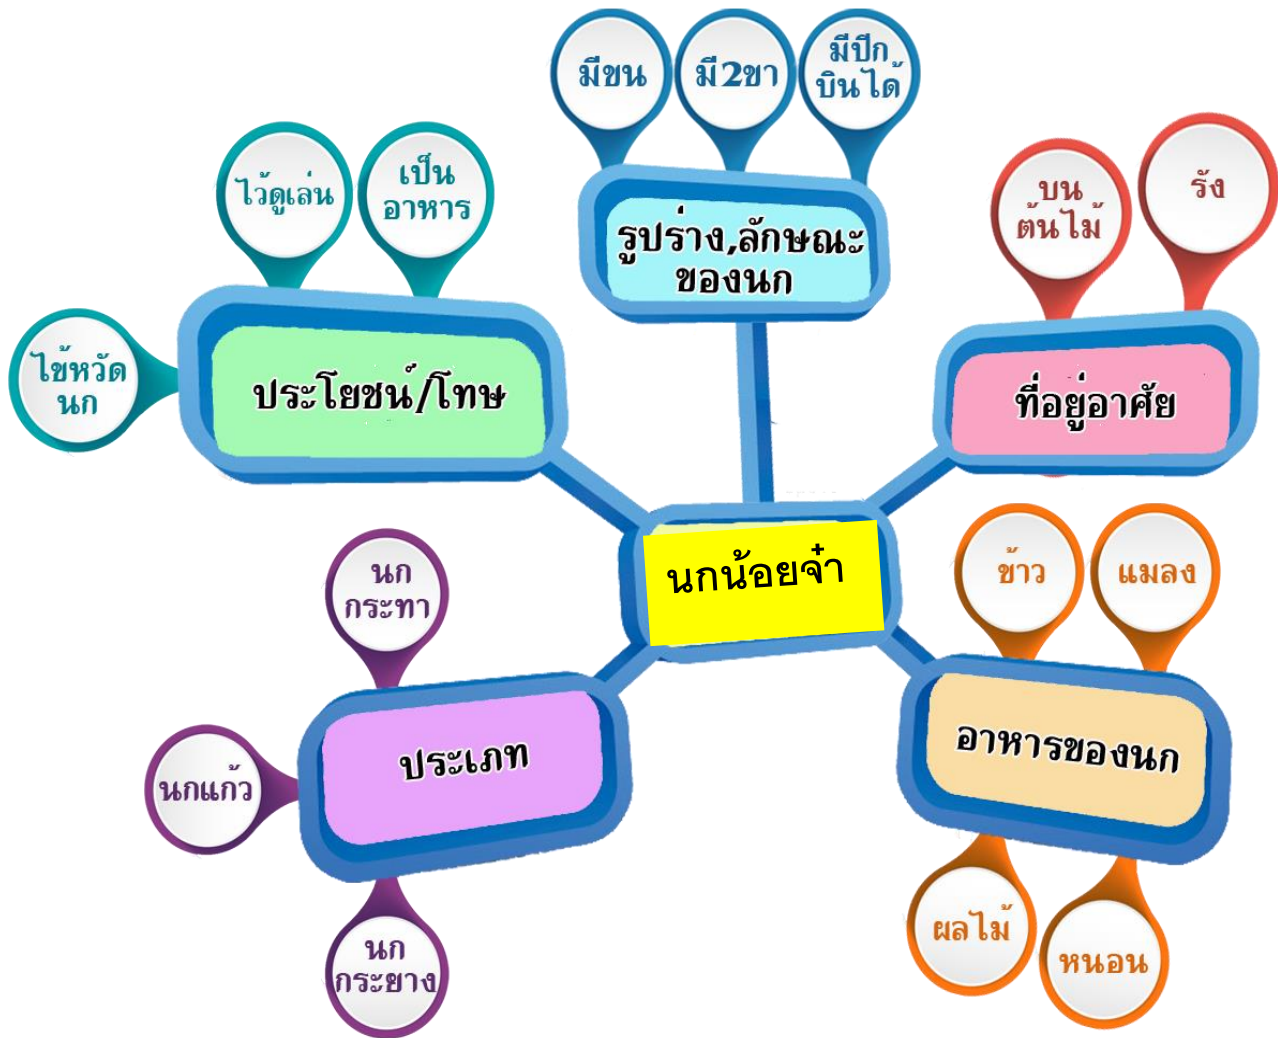 มีขน
มี2ขา
มีปีก
บินได้
รูปร่าง,ลักษณะ
ของนก
ไว้ดูเล่น
เป็น
อาหาร
ไข้หวัด
นก
ประโยชน์/โทษ
บน
ต้นไม้
รัง
ที่อยู่อาศัย
นกน้อยจ๋า
นก
กระทา
นกแก้ว
ประเภท
นก
กระยาง
ข้าว
แมลง
อาหารของนก
ผลไม้
หนอน